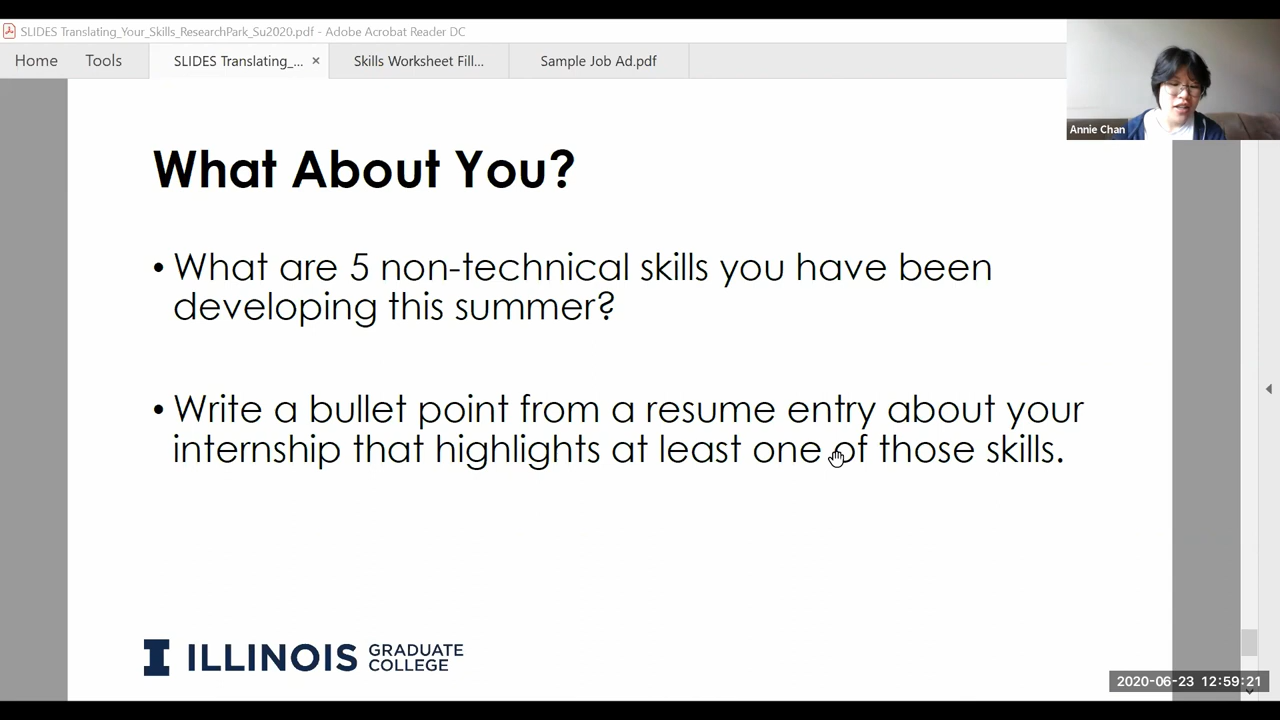 SLIDES Translating_Your_Skills_ResearchPark_Su2020.pdf - Adobe Acrobat Reader DC
Home Tools SLIDES Translating_... × Skills Worksheet Fill... Sample Job Ad.pdf
Annie Chan
What About You?
• What are 5 non-technical skills you have been
developing this summer?
• Write a bullet point from a resume entry about your
internship that highlights at least one of those skills.
I ILLINOIS GRADUATE
COLLEGE
2020-06-23 12:59:21